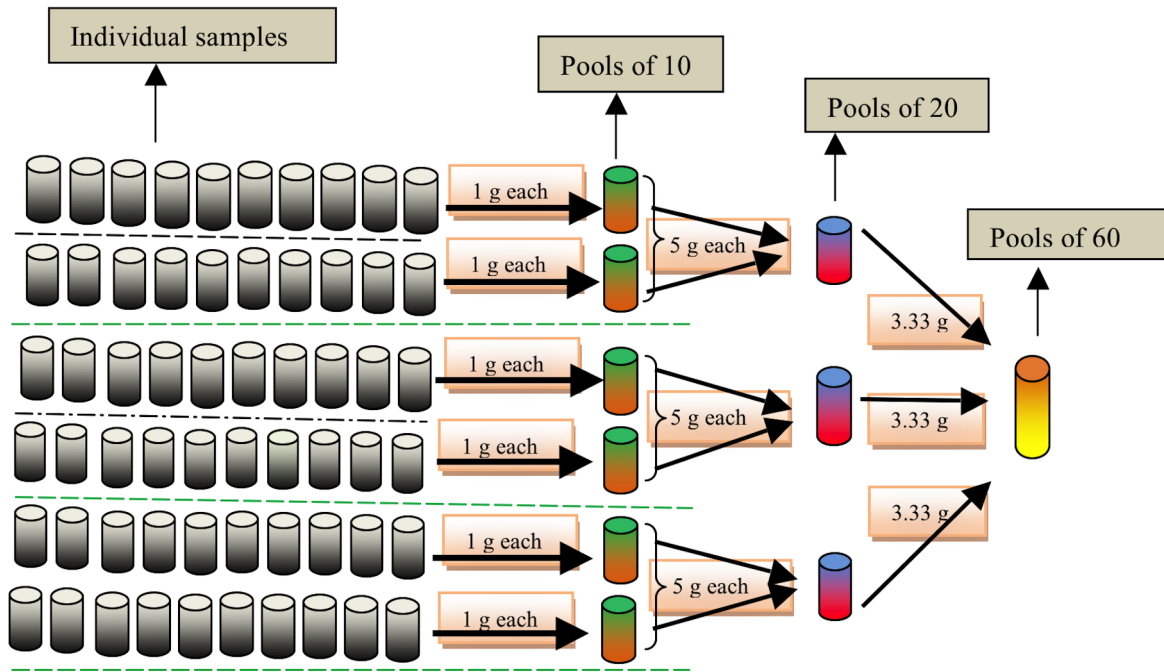 Individual samples
Pools of 10
Pools of 20
Pools of 60
1 g each
1 g each
5 g each
3.33 g
1 g each
1 g each
5 g each
3.33 g
1 g each
1 g each
5 g each
3.33 g